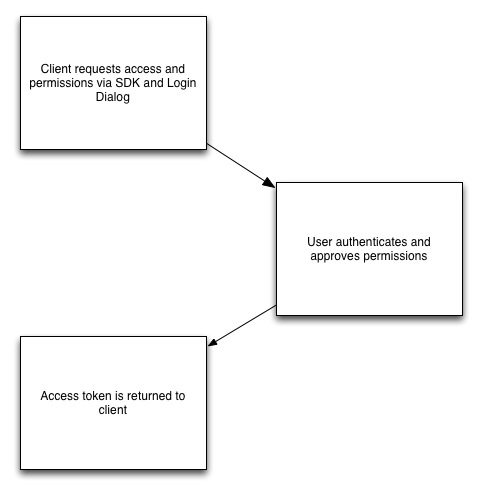 Client requests access and
permissions via SDK and Login
Dialog
User authenticates and
approves permissions
Access token is returned to
client